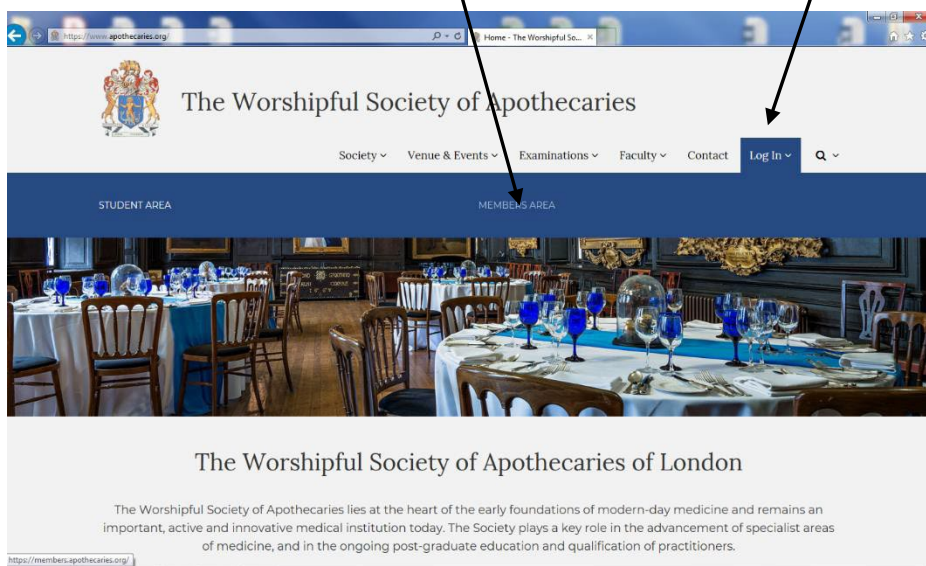 https://www.apothecaries.org/
Home - The Worshipful So...
The Worshipful Society of Apothecaries
Society Venue & Events Examinations Faculty Contact Log In
STUDENT AREA MEMBERS AREA
The Worshipful Society of Apothecaries of London
The Worshipful Society of Apothecaries lies at the heart of the early foundations of modern-day medicine and remains an
important, active and innovative medical institution today. The Society plays a key role in the advancement of specialist areas
of medicine, and in the ongoing post-graduate education and qualification of practitioners.
https://members.apothecaries.org/